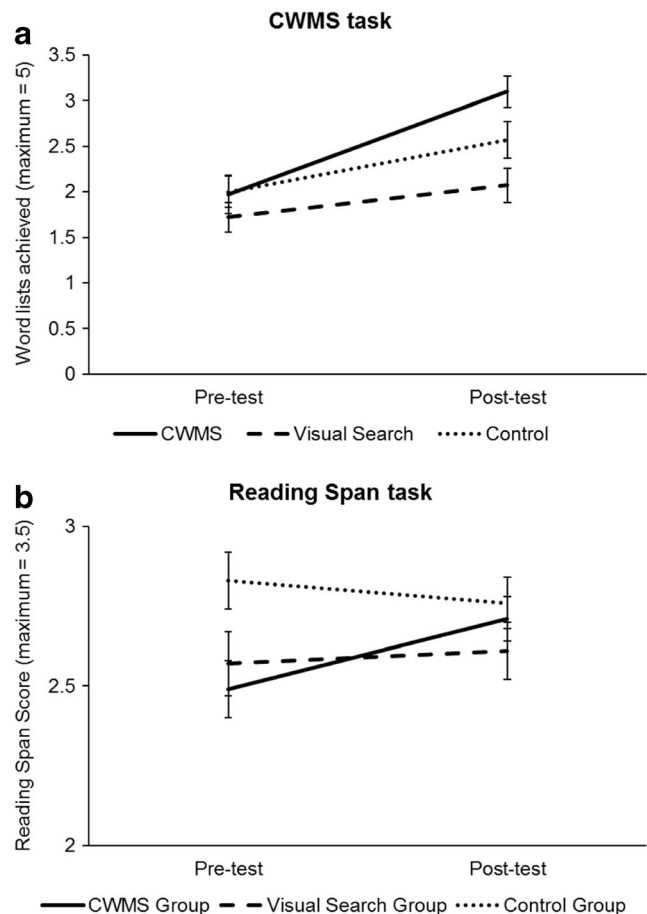 a
CWMS task
Word lists achieved (maximum = 5)
3.5
3
2.5
2
1.5
1
0.5
0
Pre-test Post-test
CWMS Visual Search Control
b
Reading Span task
Reading Span Score (maximum = 3.5)
3
2.5
2
Pre-test Post-test
CWMS Group Visual Search Group Control Group